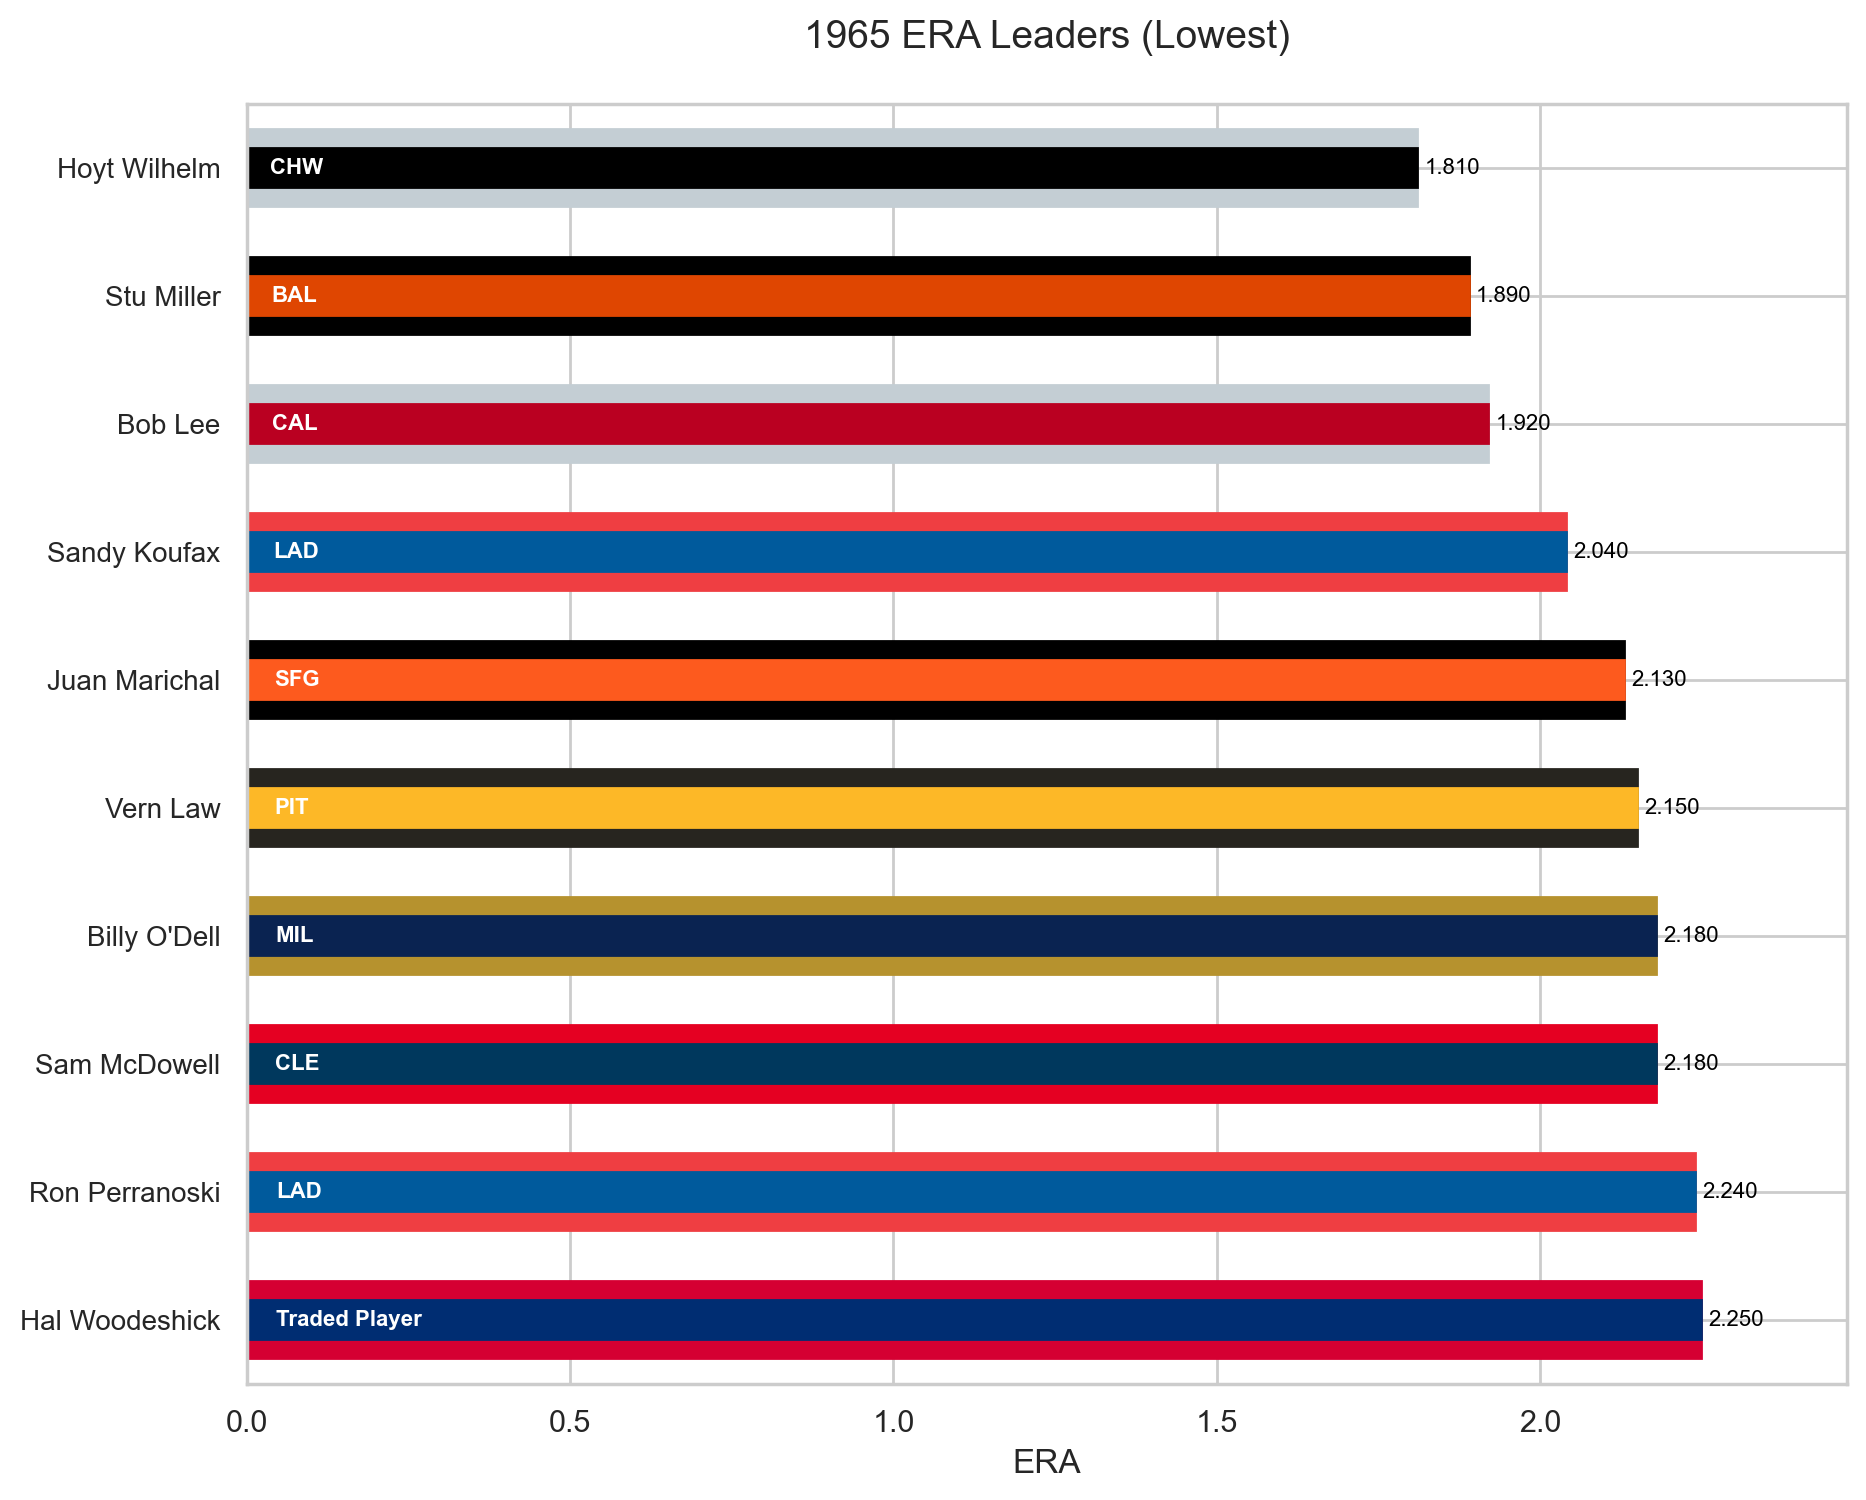 1965 ERA Leaders (Lowest)
Hoyt Wilhelm CHW 1.810
Stu Miller BAL 1.890
Bob Lee CAL 1.920
Sandy Koufax LAD 2.040
Juan Marichal SFG 2.130
Vern Law PIT 2.150
Billy O'Dell MIL 2.180
Sam McDowell CLE 2.180
Ron Perranoski LAD 2.240
Hal Woodeshick Traded Player 2.250
0.0 0.5 1.0 1.5 2.0
ERA